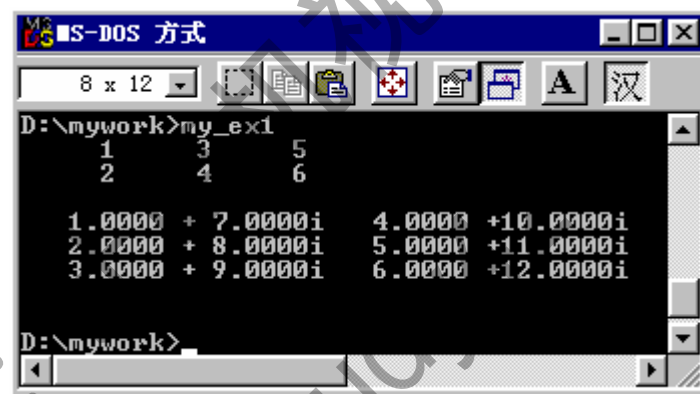 MS-DOS 方式
8 x 12 A 汉
D:\mywork>my_ex1
1 3 5
2 4 6
1.0000 + 7.0000i 4.0000 +10.0000i
2.0000 + 8.0000i 5.0000 +11.0000i
3.0000 + 9.0000i 6.0000 +12.0000i
D:\mywork>_